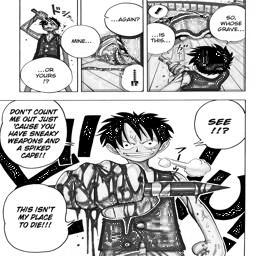 SO,
WHOSE
GRAVE...
...
IS THIS...
...AGAIN?
MINE...
...OR
YOURS
!?
SEE
!!?
DON'T COUNT
ME OUT JUST
'CAUSE YOU
HAVE SNEAKY
WEAPONS AND
A SPIKED
CAPE!!
THIS ISN'T
MY PLACE
TO DIE!!!